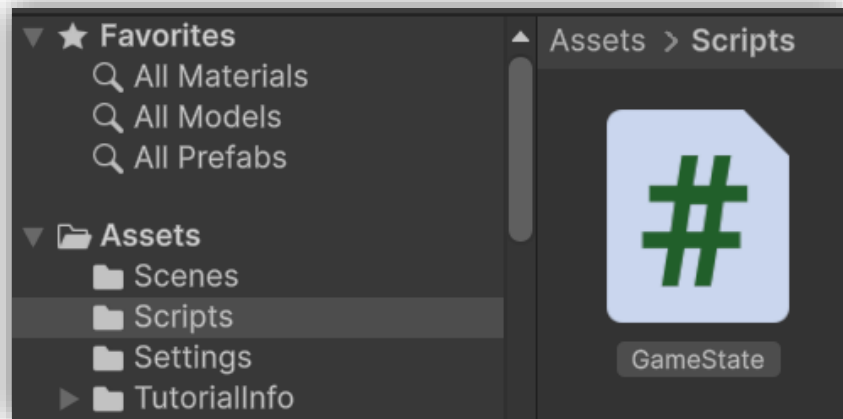 Favorites
All Materials
All Models
All Prefabs
Assets
Scenes
Scripts
Settings
TutorialInfo
Assets > Scripts
#
GameState